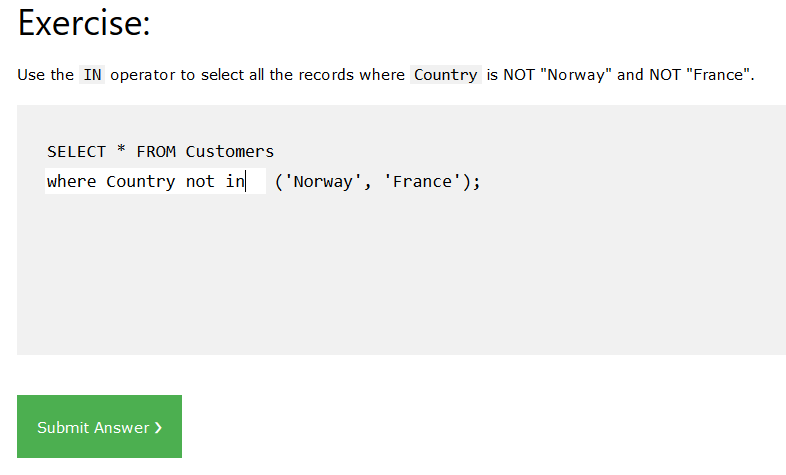 Exercise:
Use the IN operator to select all the records where Country is NOT "Norway" and NOT "France".
SELECT * FROM Customers
where Country not in ('Norway', 'France');
Submit Answer ❯